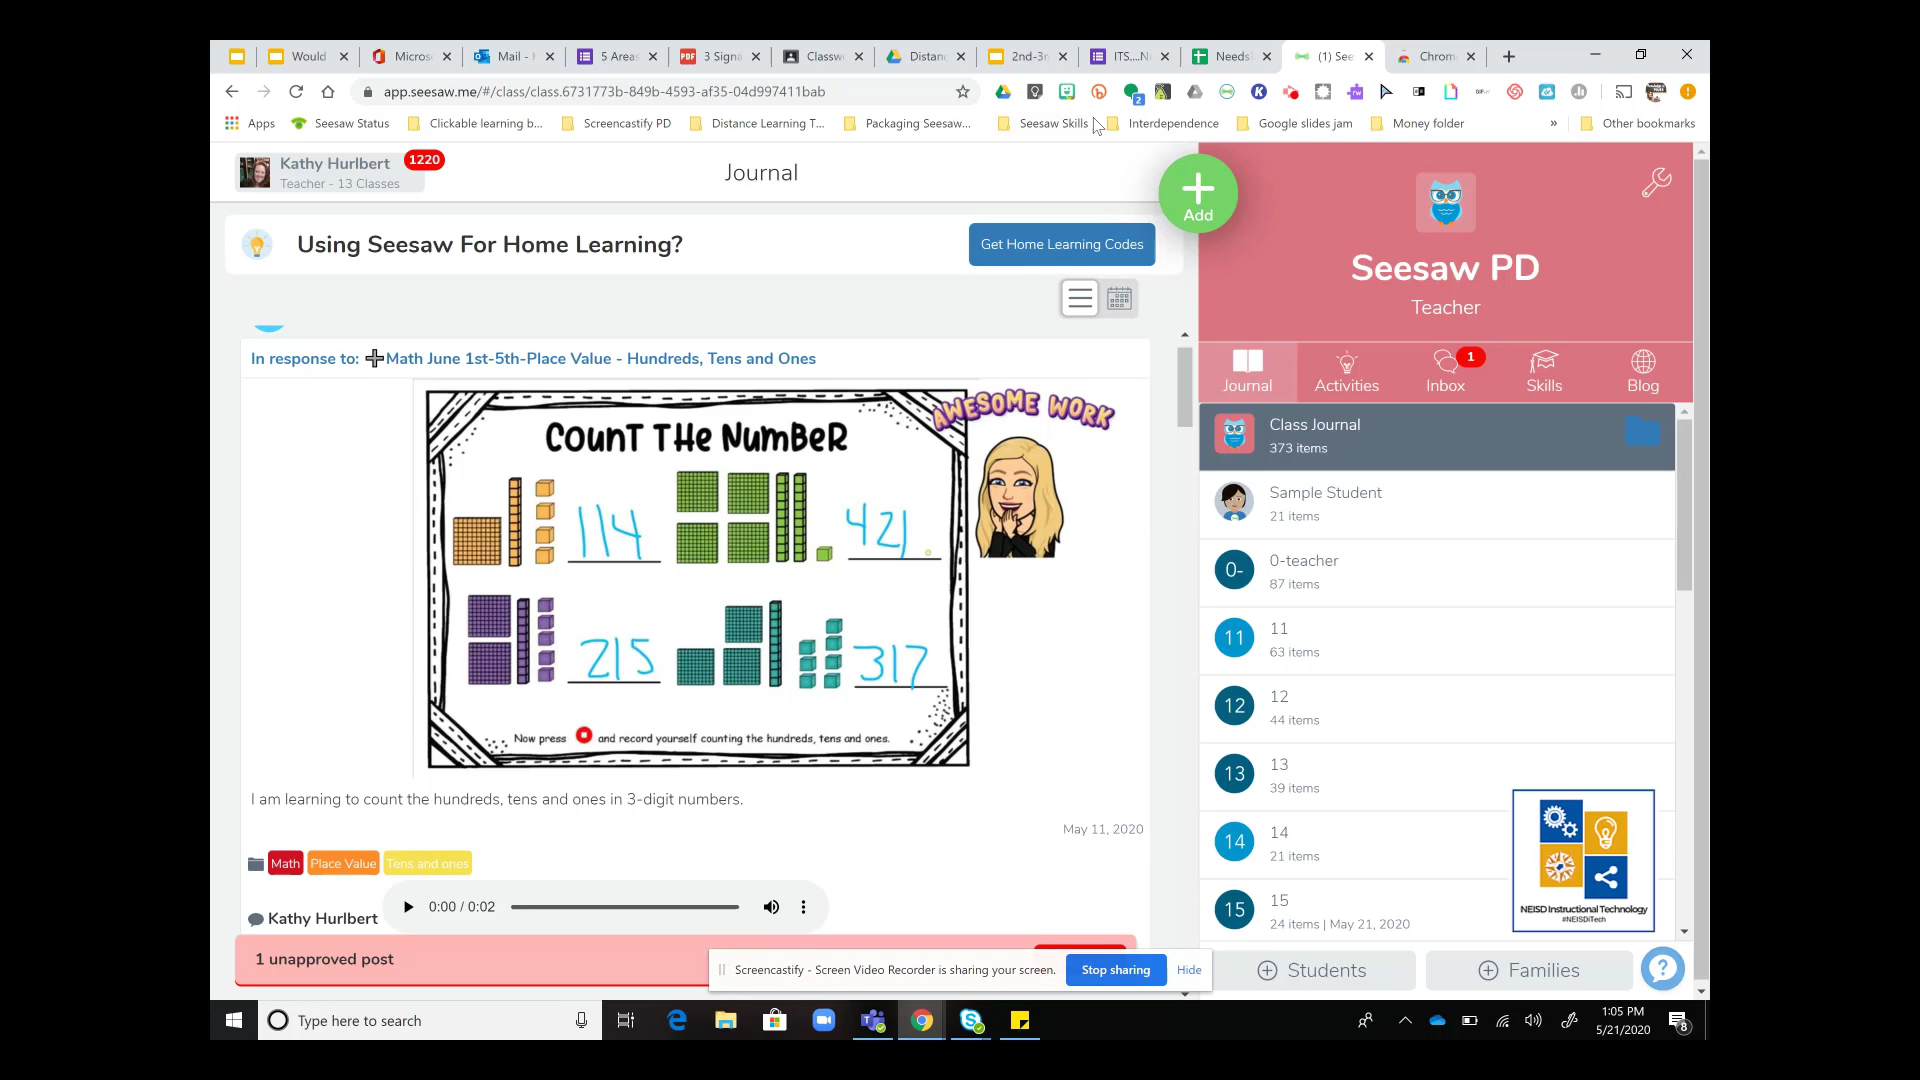 Would
Micros
Mail -
5 Areas
3 Signa
Classw
Distan
2nd-3r
ITS....N
Needs
(1) See
Chrom
app.seesaw.me/#/class/class.6731773b-849b-4593-af35-04d997411bab
2
Apps
Seesaw Status
Clickable learning b...
Screencastify PD
Distance Learning T...
Packaging Seesaw...
Seesaw Skills
Interdependence
Google slides jam
Money folder
»
Other bookmarks
Kathy Hurlbert
1220
Teacher - 13 Classes
Journal
Add
Using Seesaw For Home Learning?
Get Home Learning Codes
In response to: Math June 1st-5th-Place Value - Hundreds, Tens and Ones
AWESOME WORK
Count The Number
114
421
215
317
Now press and record yourself counting the hundreds, tens and ones.
I am learning to count the hundreds, tens and ones in 3-digit numbers.
May 11, 2020
Math
Place Value
Tens and ones
Kathy Hurlbert
0:00 / 0:02
1 unapproved post
Screencastify - Screen Video Recorder is sharing your screen.
Stop sharing
Hide
Seesaw PD
Teacher
Journal
Activities
Inbox
1
Skills
Blog
Class Journal
373 items
Sample Student
21 items
0-
0-teacher
87 items
11
11
63 items
12
12
44 items
13
13
39 items
14
14
21 items
15
15
24 items | May 21, 2020
NEISD Instructional Technology
#NEISDiTech
Students
Families
?
Type here to search
1:05 PM
5/21/2020
8